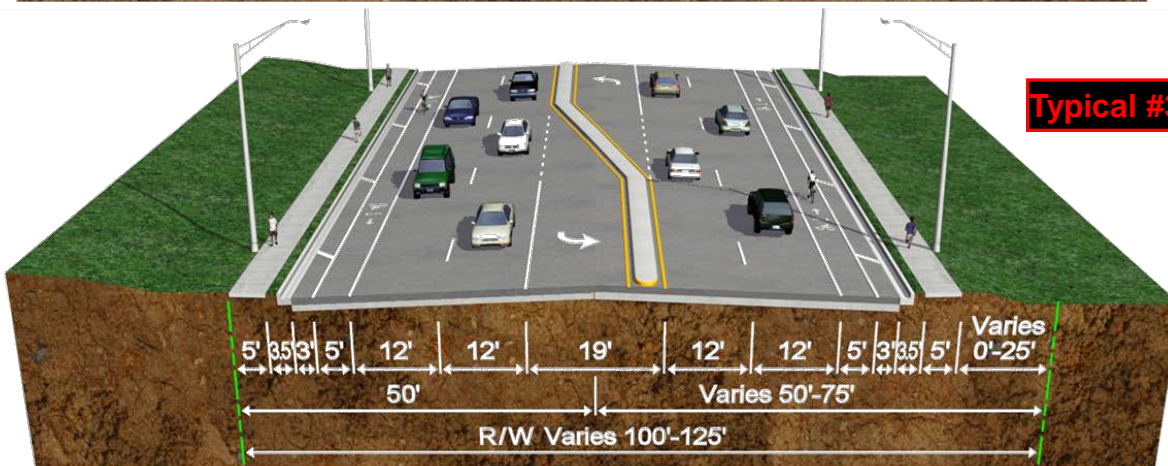 Typical #
Varies
5' 3.5' 3' 5' 12' 12' 19' 12' 12' 5' 3' 3.5' 5' 0'-25'
50' Varies 50'-75'
R/W Varies 100'-125'